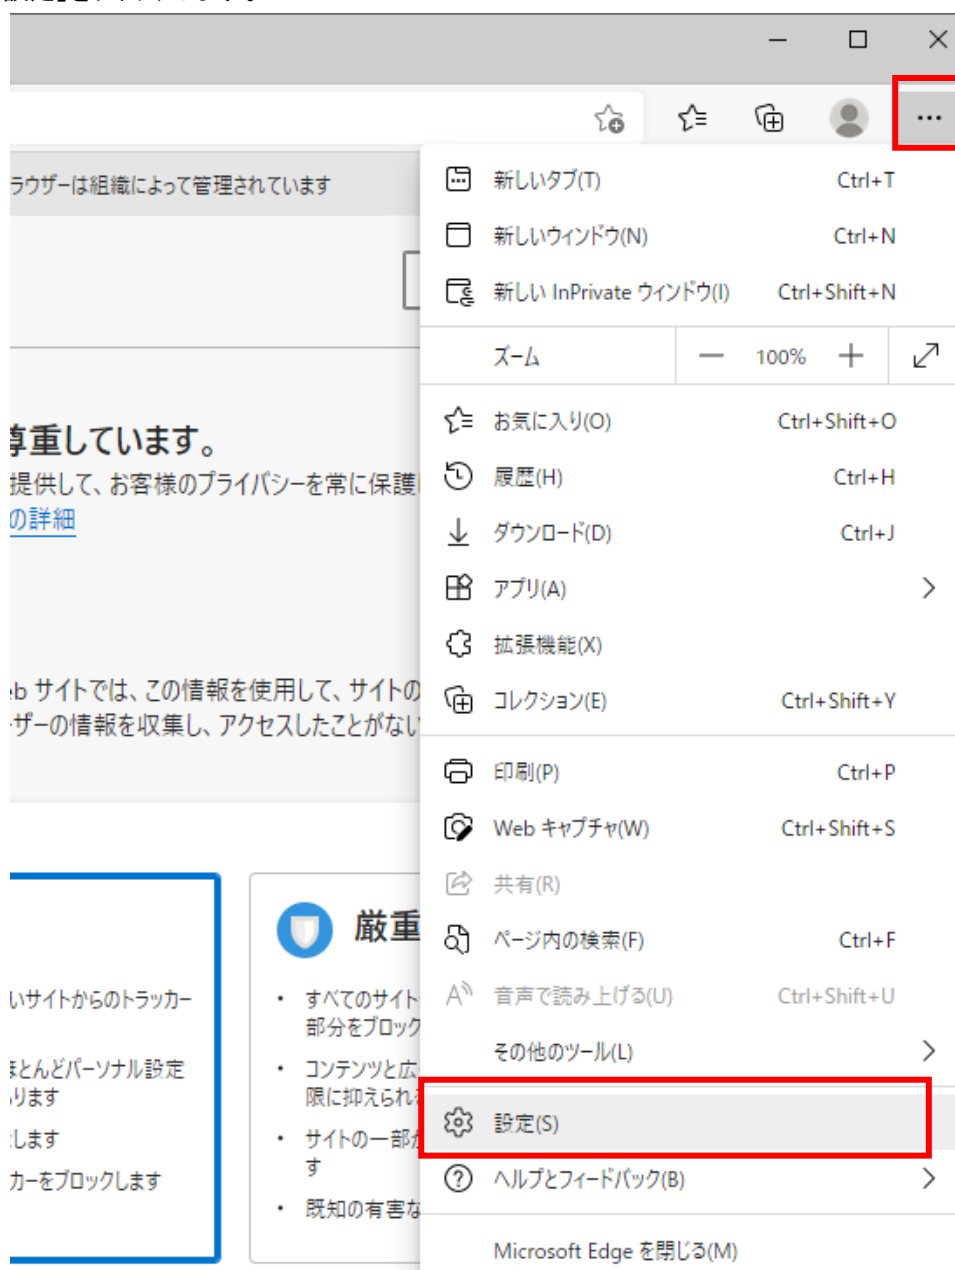 ラウザーは組織によって管理されています
新しいタブ(T) Ctrl+T
新しいウィンドウ(N) Ctrl+N
新しい InPrivate ウィンドウ(I) Ctrl+Shift+N
ズーム 100%
お気に入り(O) Ctrl+Shift+O
履歴(H) Ctrl+H
ダウンロード(D) Ctrl+J
アプリ(A)
拡張機能(X)
コレクション(E) Ctrl+Shift+Y
印刷(P) Ctrl+P
Web キャプチャ(W) Ctrl+Shift+S
共有(R)
ページ内の検索(F) Ctrl+F
音声で読み上げる(U) Ctrl+Shift+U
その他のツール(L)
設定(S)
ヘルプとフィードバック(B)
Microsoft Edge を閉じる(M)
尊重しています。
提供して、お客様のプライバシーを常に保護
の詳細
eb サイトでは、この情報を使用して、サイトの
ーザーの情報を収集し、アクセスしたことがない
いサイトからのトラッカー
ほとんどパーソナル設定
ります
します
カーをブロックします
厳重
・ すべてのサイト
部分をブロック
・ コンテンツと広
限に抑えられ
・ サイトの一部が
す
・ 既知の有害な